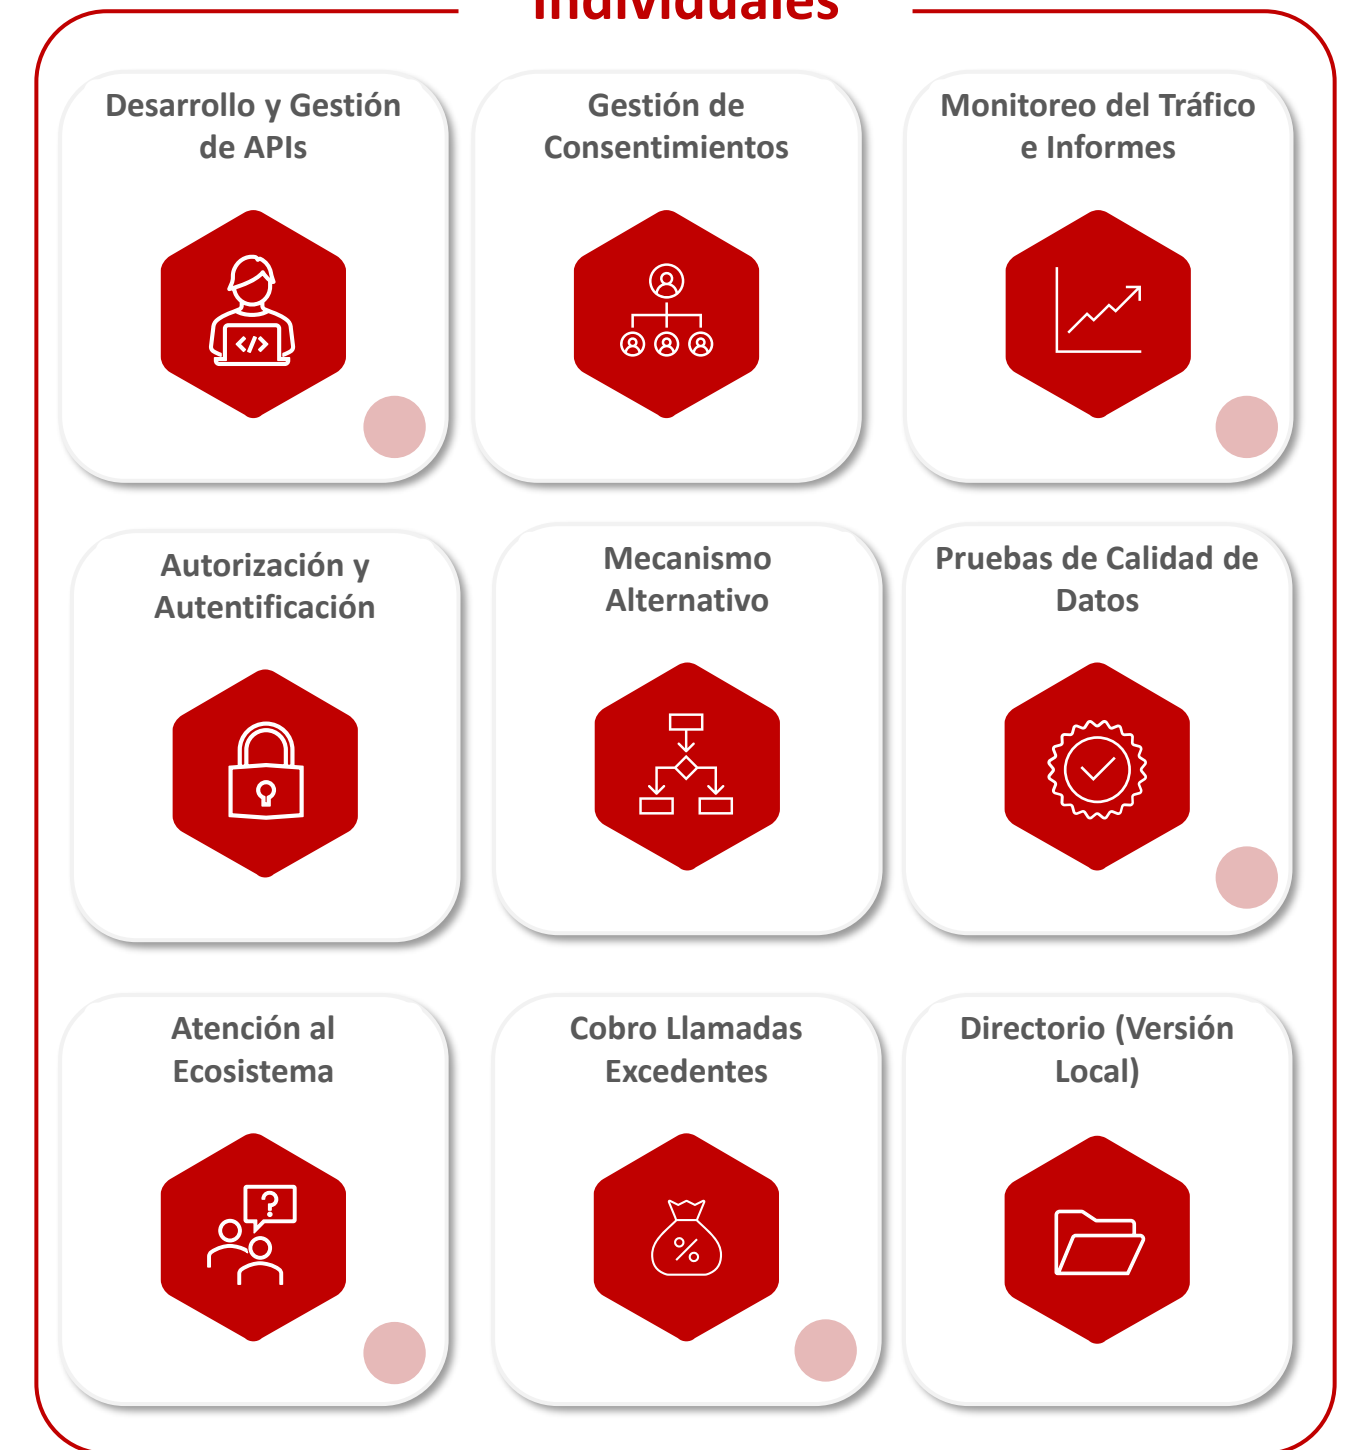 Individuales
Desarrollo y Gestión
de APIs
Gestión de
Consentimientos
Monitoreo del Tráfico
e Informes
</>
Autorización y
Autentificación
Mecanismo
Alternativo
Pruebas de Calidad de
Datos
Atención al
Ecosistema
Cobro Llamadas
Excedentes
Directorio (Versión
Local)
?
%